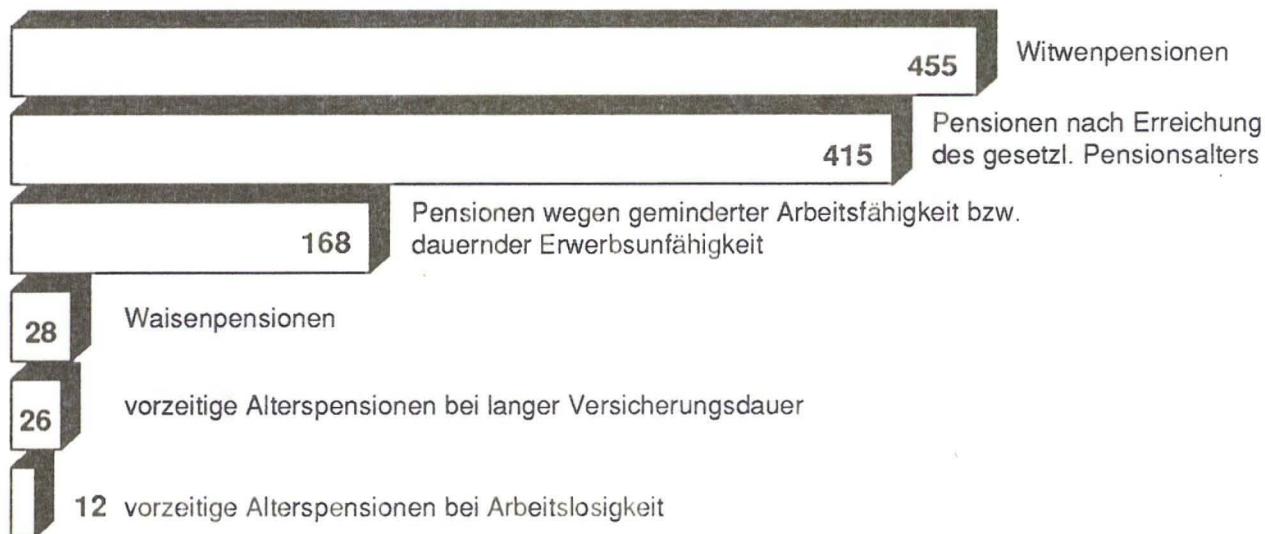 455 Witwenpensionen
415 Pensionen nach Erreichung
des gesetzl. Pensionsalters
168 Pensionen wegen geminderter Arbeitsfähigkeit bzw.
dauernder Erwerbsunfähigkeit
28 Waisenpensionen
26 vorzeitige Alterspensionen bei langer Versicherungsdauer
12 vorzeitige Alterspensionen bei Arbeitslosigkeit